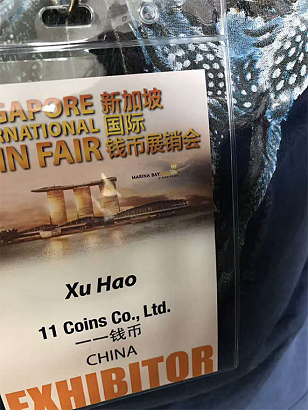 GAPORE 新加坡
ERNATIONAL 国际
IN FAIR 钱币展销会
MARINA BAY
Xu Hao
11 Coins Co., Ltd.
一一钱币
CHINA
EXHIBITOR